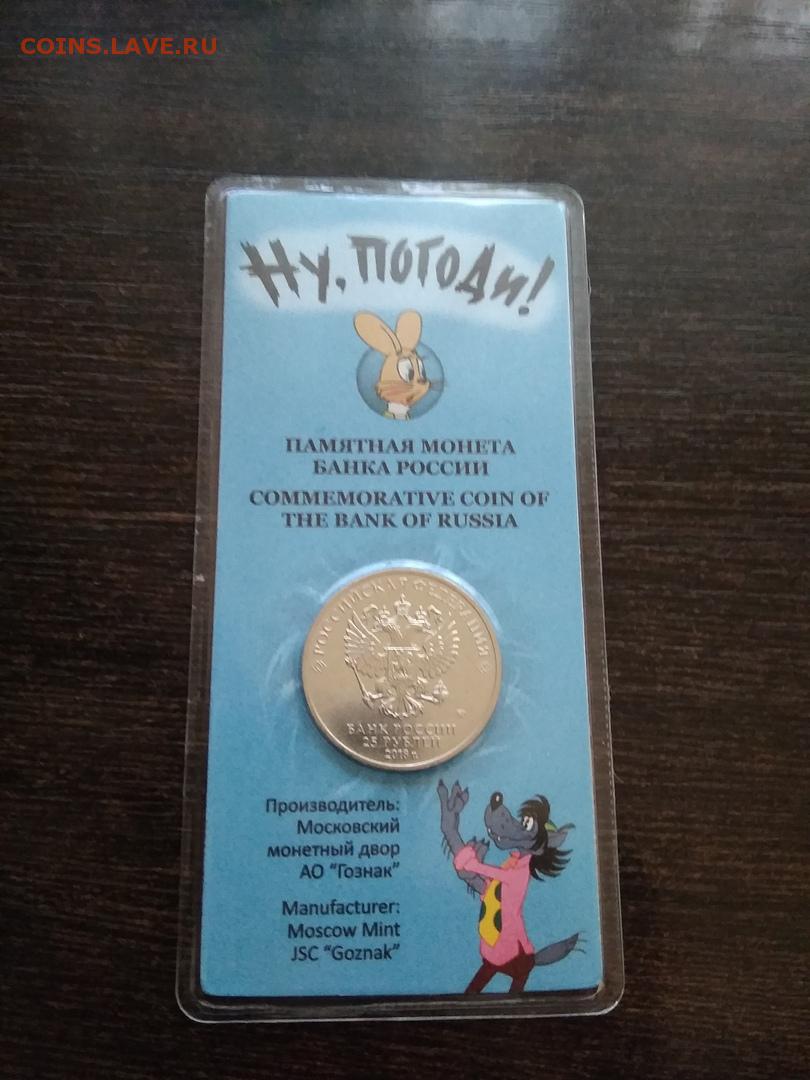 COINS.LAVE.RU
Ну, погоди!
ПАМЯТНАЯ МОНЕТА
БАНКА РОССИИ
COMMEMORATIVE COIN OF
THE BANK OF RUSSIA
РОССИЙСКАЯ ФЕДЕРАЦИЯ
БАНК РОССИИ
25 РУБЛЕЙ
2018 г.
Производитель:
Московский
монетный двор
АО "Гознак"
Manufacturer:
Moscow Mint
JSC "Goznak"